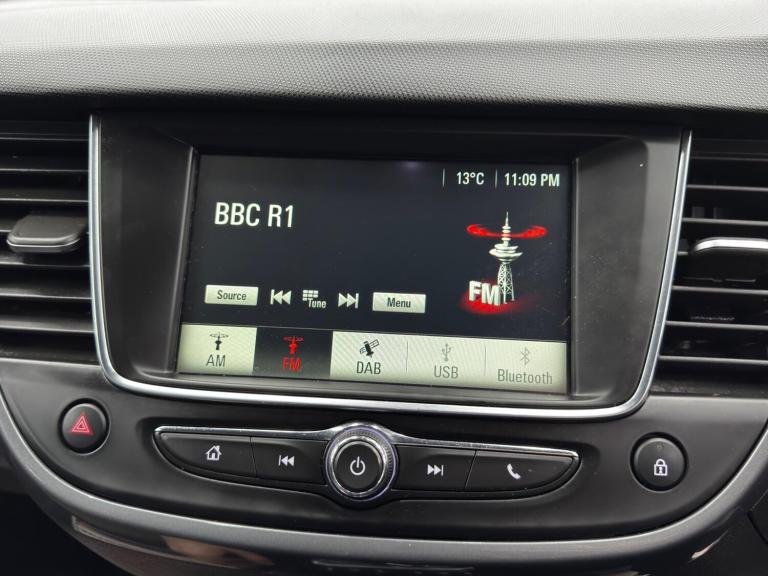 13°C 11:09 PM
BBC R1
FM
Source Tune Menu
AM FM DAB USB Bluetooth